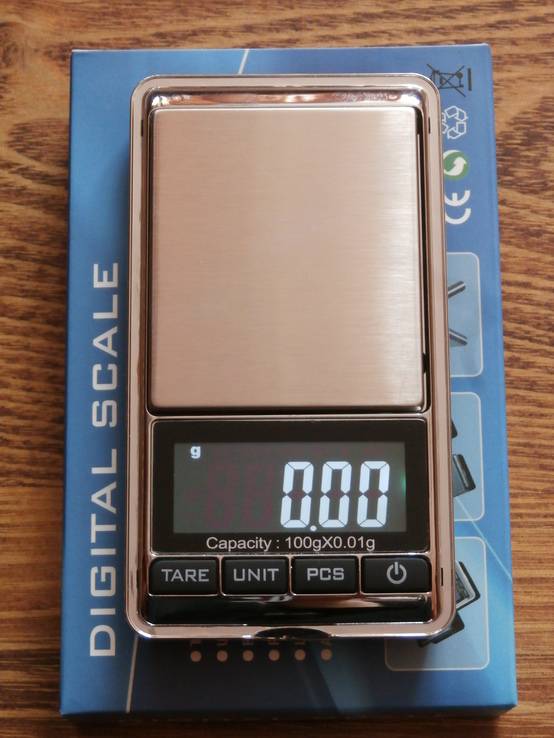 CE
DIGITAL SCALE
g
0.00
Capacity : 100gX0.01g
TARE UNIT PCS